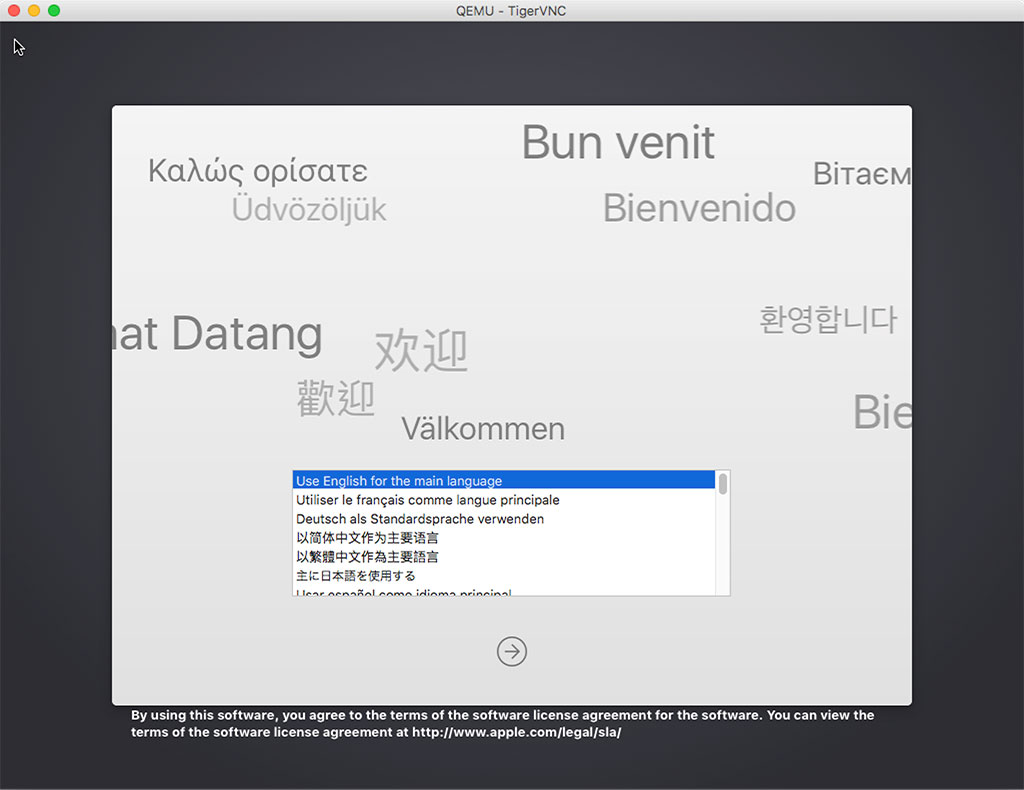 QEMU - TigerVNC
Bun venit
Καλώς ορίσατε
Вітаєм
Üdvözöljük
Bienvenido
환영합니다
at Datang
欢迎
歡迎
Bie
Välkommen
Use English for the main language
Utiliser le français comme langue principale
Deutsch als Standardsprache verwenden
以简体中文作为主要语言
以繁體中文作為主要語言
主に日本語を使用する
Usar español como idioma principal
By using this software, you agree to the terms of the software license agreement for the software. You can view the
terms of the software license agreement at http://www.apple.com/legal/sla/